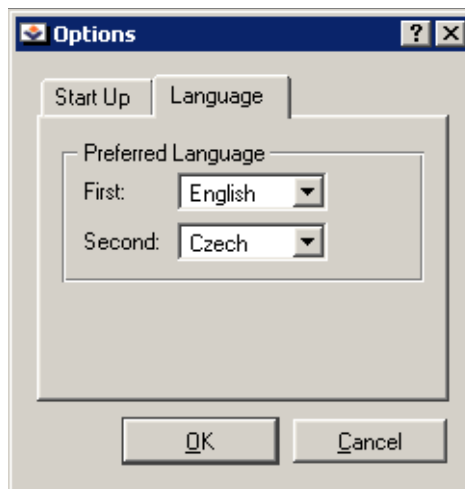 Options
Start Up Language
Preferred Language
First: English
Second: Czech
OK Cancel